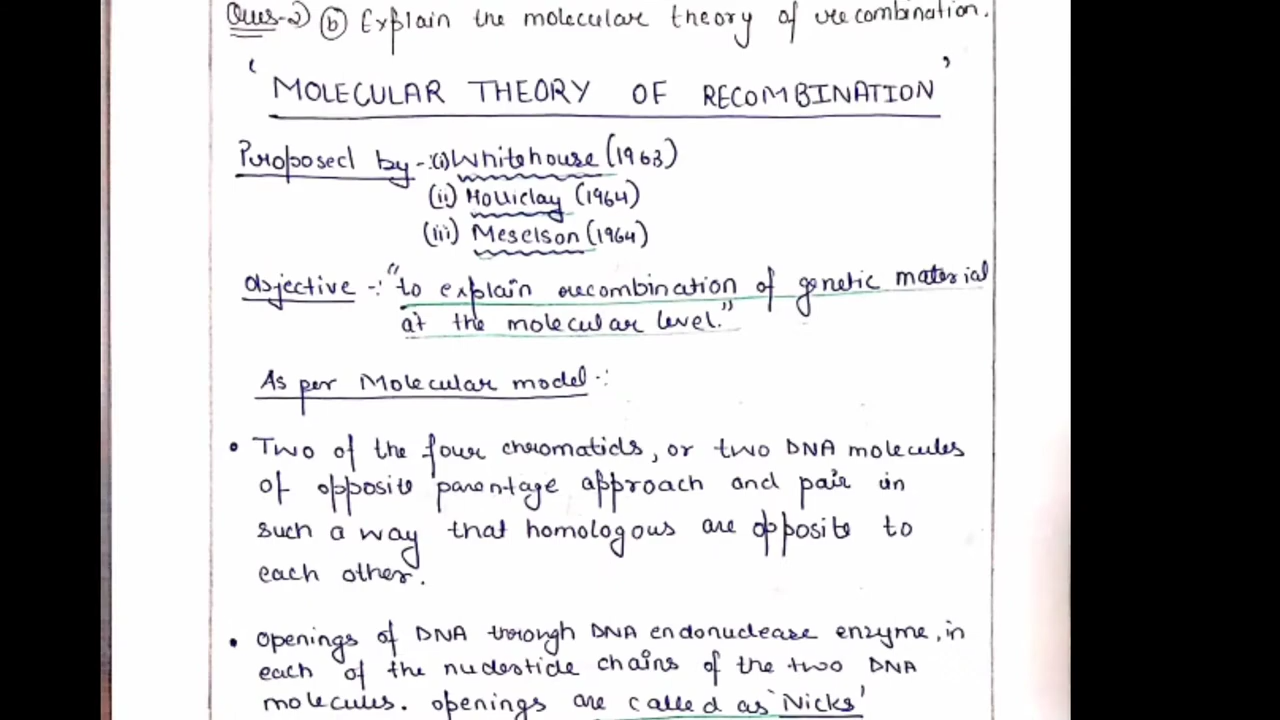 Ques-2) (b) Explain the molecular theory of recombination.
' MOLECULAR THEORY OF RECOMBINATION '
Proposed by -:(i) Whitehouse (1963)
(ii) Holliday (1964)
(iii) Meselson (1964)
Objective -: "to explain recombination of genetic material
at the molecular level."
As per Molecular model -:
• Two of the four chromatids, or two DNA molecules
of opposite parentage approach and pair in
such a way that homologous are opposite to
each other.
• Openings of DNA through DNA endonuclease enzyme, in
each of the nucleotide chains of the two DNA
molecules. openings are called as 'Nicks'